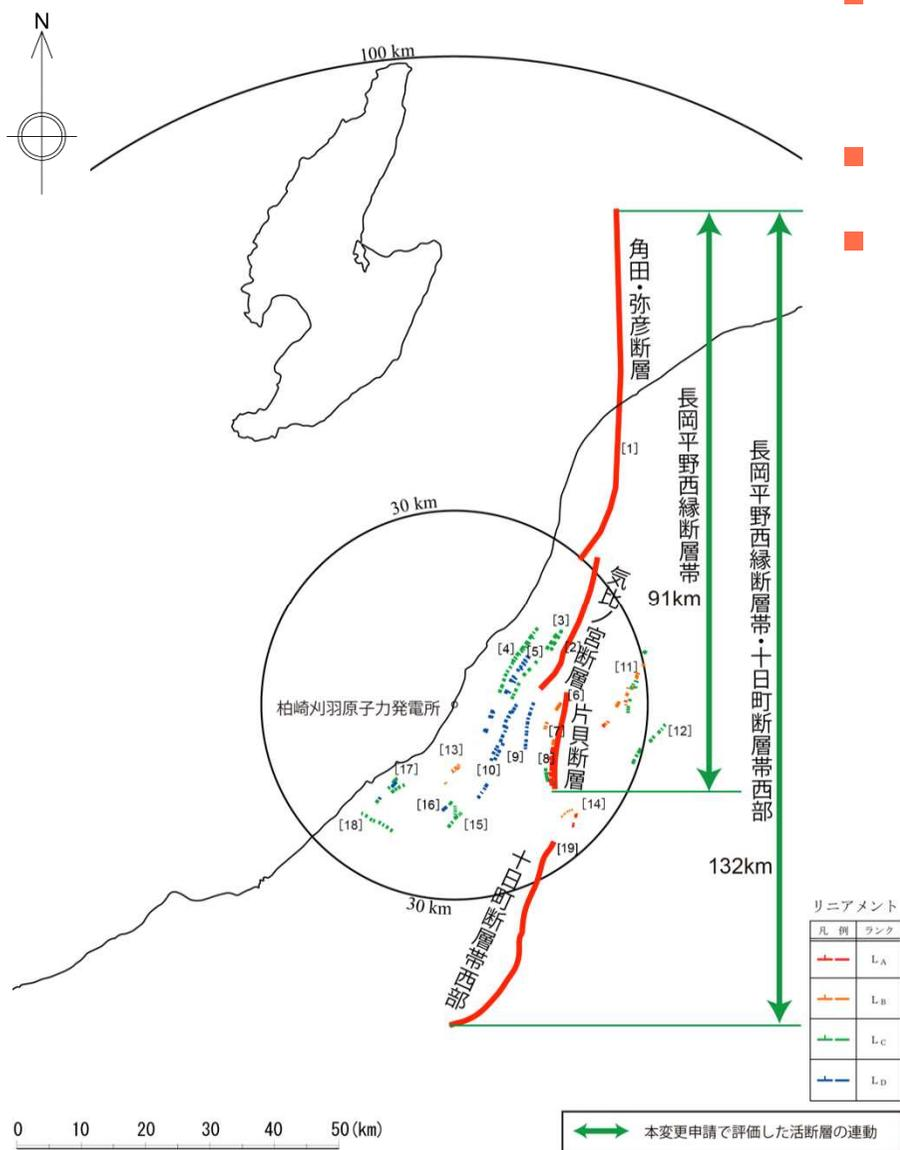 N
100 km
角田・弥彦断層
[1]
長岡平野西縁断層帯
91km
長岡平野西縁断層帯・十日町断層帯西部
132km
30 km
気比ノ宮断層
[3]
[4]
[5]
[2]
[11]
柏崎刈羽原子力発電所
[6]
片貝断層
[7]
[12]
[13]
[9]
[8]
[17]
[10]
[16]
[14]
[18]
[15]
[19]
十日町断層帯西部
30 km
リニアメント
凡 例 ランク
LA
LB
LC
LD
0 10 20 30 40 50(km)
本変更申請で評価した活断層の連動